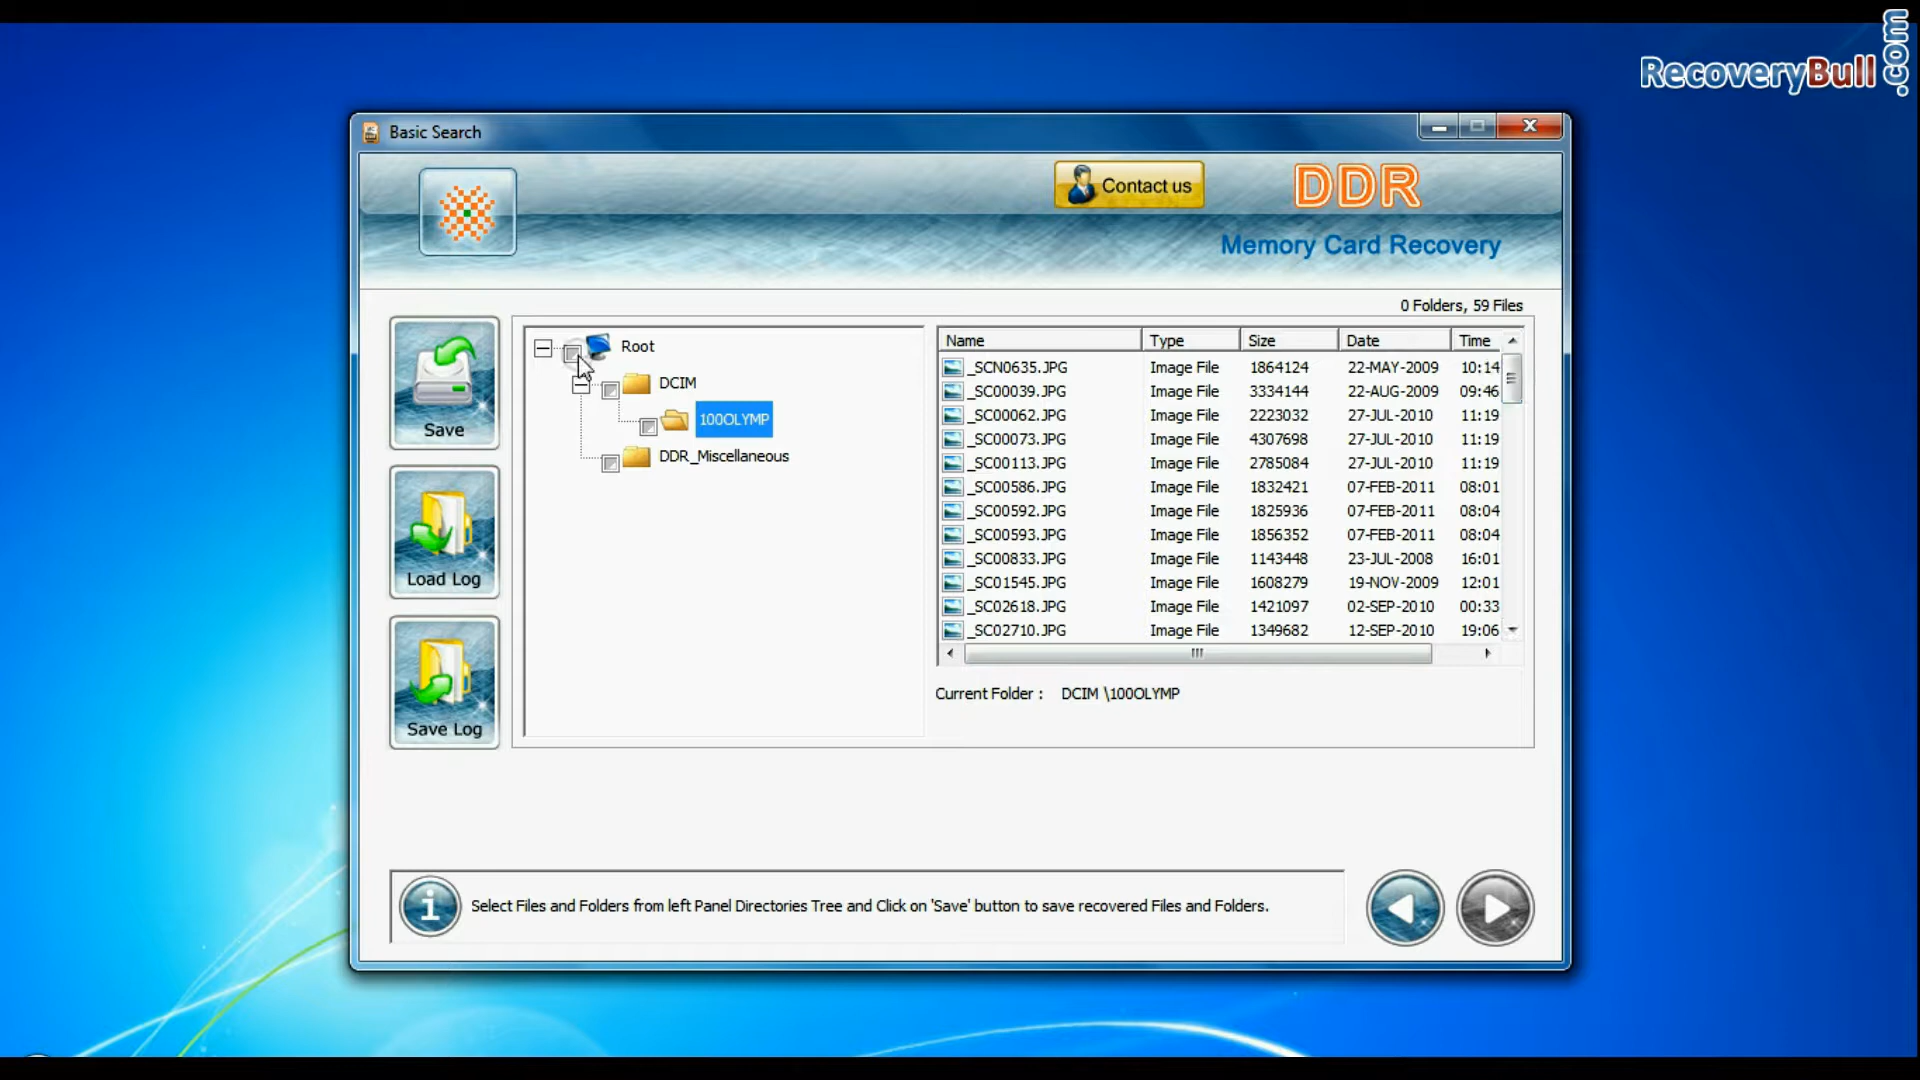 RecoveryBull.com
Basic Search
Contact us
DDR
Memory Card Recovery
0 Folders, 59 Files
Save
Load Log
Save Log
Root
DCIM
100OLYMP
DDR_Miscellaneous
Name Type Size Date Time
_SCN0635.JPG Image File 1864124 22-MAY-2009 10:14
_SC00039.JPG Image File 3334144 22-AUG-2009 09:46
_SC00062.JPG Image File 2223032 27-JUL-2010 11:19
_SC00073.JPG Image File 4307698 27-JUL-2010 11:19
_SC00113.JPG Image File 2785084 27-JUL-2010 11:19
_SC00586.JPG Image File 1832421 07-FEB-2011 08:01
_SC00592.JPG Image File 1825936 07-FEB-2011 08:04
_SC00593.JPG Image File 1856352 07-FEB-2011 08:04
_SC00833.JPG Image File 1143448 23-JUL-2008 16:01
_SC01545.JPG Image File 1608279 19-NOV-2009 12:01
_SC02618.JPG Image File 1421097 02-SEP-2010 00:33
_SC02710.JPG Image File 1349682 12-SEP-2010 19:06
Current Folder : DCIM \100OLYMP
Select Files and Folders from left Panel Directories Tree and Click on 'Save' button to save recovered Files and Folders.